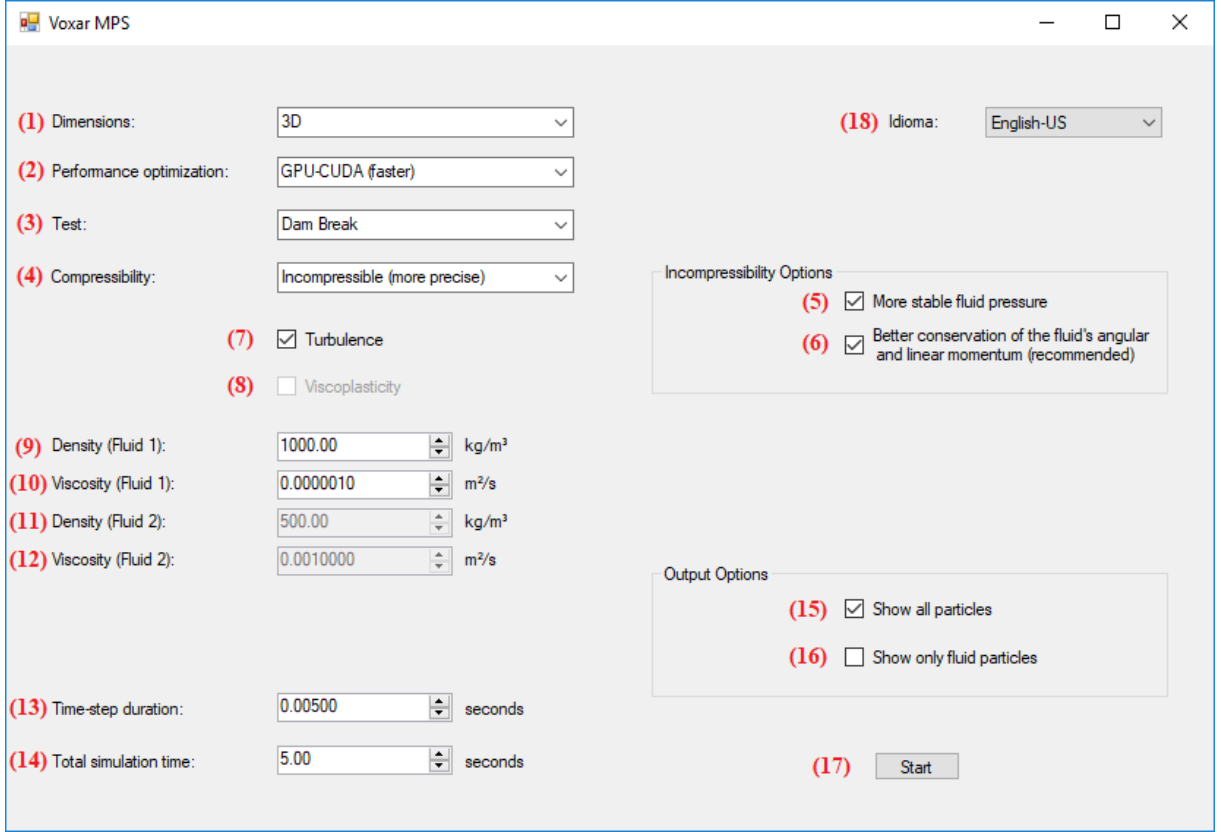 Voxar MPS
(1) Dimensions: 3D
(18) Idioma: English-US
(2) Performance optimization: GPU-CUDA (faster)
(3) Test: Dam Break
(4) Compressibility: Incompressible (more precise)
Incompressibility Options
(5) More stable fluid pressure
(6) Better conservation of the fluid's angular
and linear momentum (recommended)
(7) Turbulence
(8) Viscoplasticity
(9) Density (Fluid 1): 1000.00 kg/m³
(10) Viscosity (Fluid 1): 0.0000010 m²/s
(11) Density (Fluid 2): 500.00 kg/m³
(12) Viscosity (Fluid 2): 0.0010000 m²/s
Output Options
(15) Show all particles
(16) Show only fluid particles
(13) Time-step duration: 0.00500 seconds
(14) Total simulation time: 5.00 seconds
(17) Start